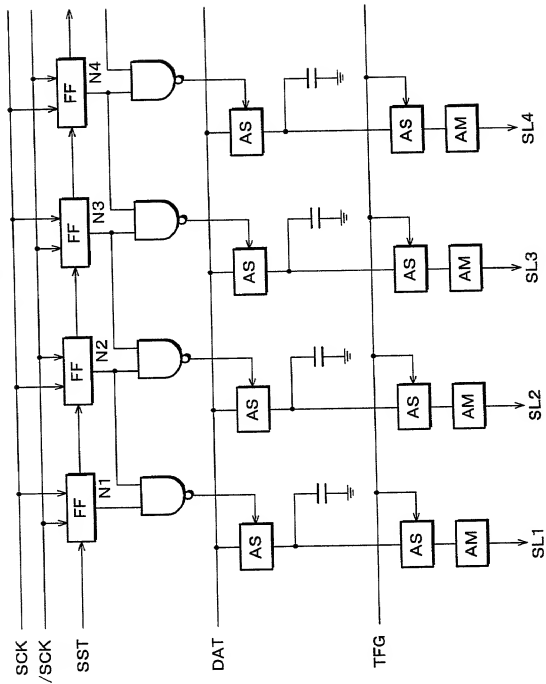 SCK
/SCK
SST
FF
FF
FF
FF
N1
N2
N3
N4
DAT
AS
AS
AS
AS
TFG
AS
AS
AS
AS
AM
AM
AM
AM
SL1
SL2
SL3
SL4